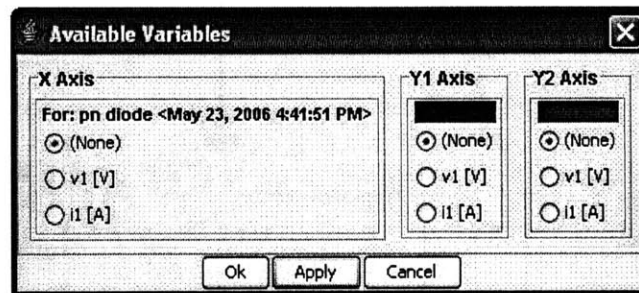 Available Variables
X Axis
For: pn diode <May 23, 2006 4:41:51 PM>
(None)
v1 [V]
i1 [A]
Y1 Axis
(None)
v1 [V]
i1 [A]
Y2 Axis
(None)
v1 [V]
i1 [A]
Ok Apply Cancel